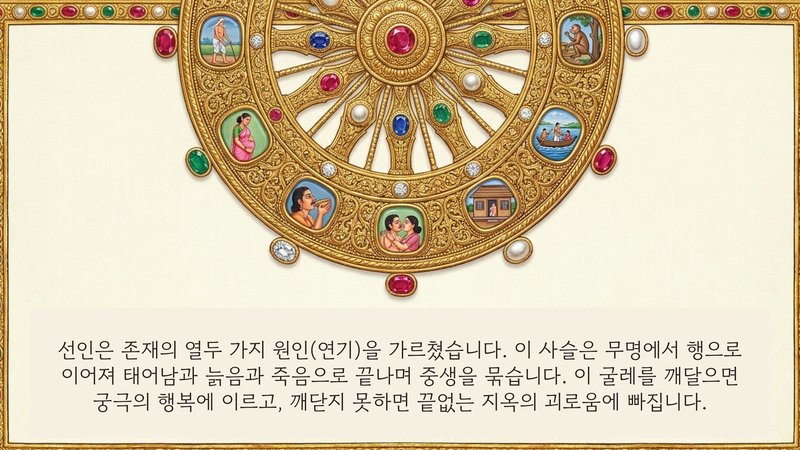 선인은 존재의 열두 가지 원인(연기)을 가르쳤습니다. 이 사슬은 무명에서 행으로
이어져 태어남과 늙음과 죽음으로 끝나며 중생을 묶습니다. 이 굴레를 깨달으면
궁극의 행복에 이르고, 깨닫지 못하면 끝없는 지옥의 괴로움에 빠집니다.